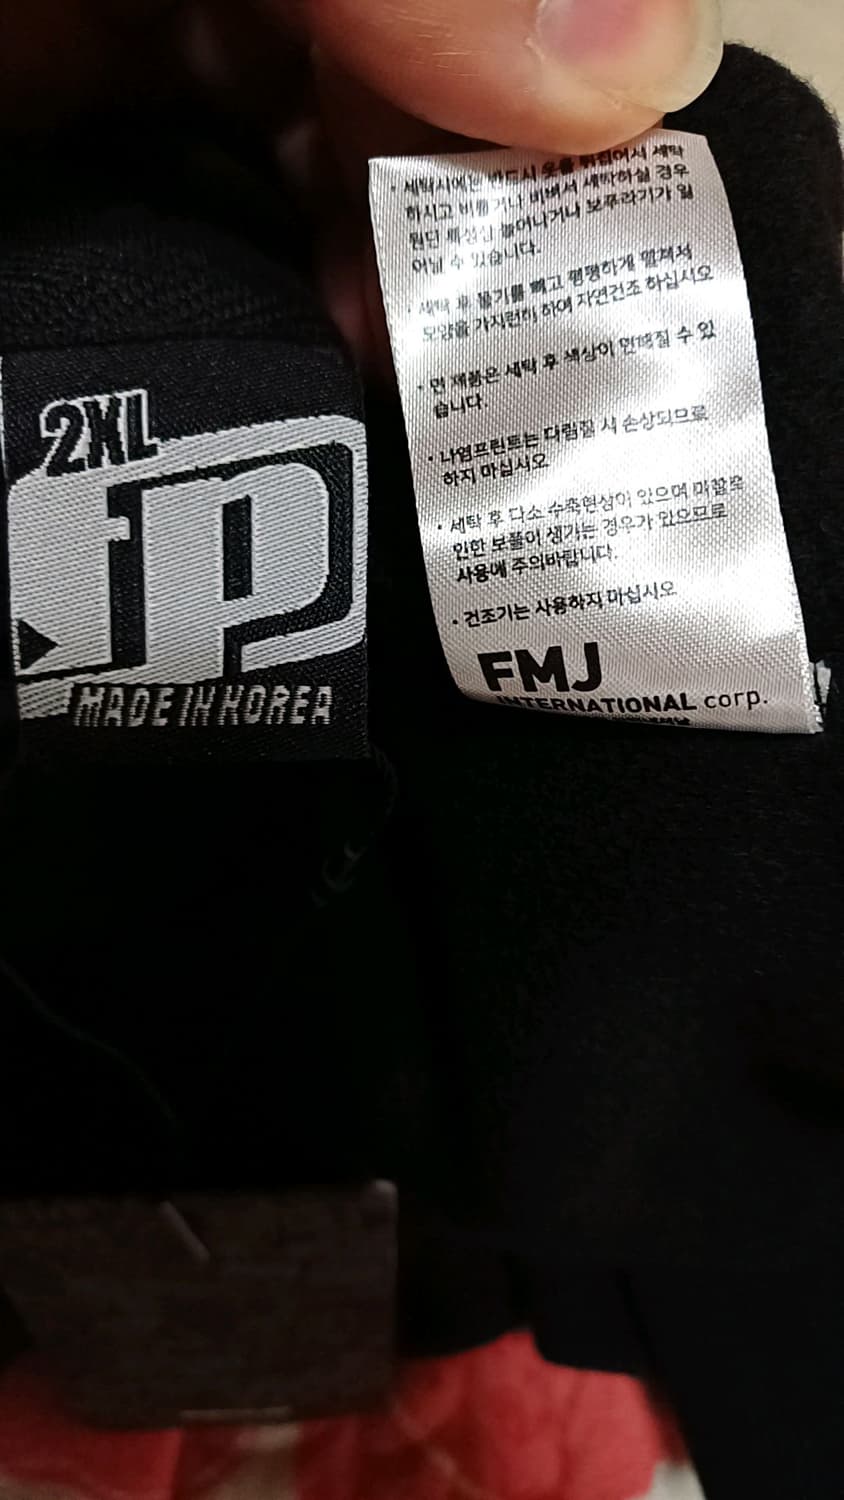 2XL
fp
MADE IN KOREA
· 세탁시에는 반드시 옷을 뒤집어서 세탁
하시고 비틀거나 비벼서 세탁하실 경우
원단 특성상 늘어나거나 보푸라기가 일
어날 수 있습니다.
· 세탁 후 물기를 빼고 평평하게 펼쳐서
모양을 가지런히 하여 자연건조 하십시오
· 면 제품은 세탁 후 색상이 연해질 수 있
습니다.
· 나염프린트는 다림질 시 손상되므로
하지 마십시오
· 세탁 후 다소 수축현상이 있으며 마찰로
인한 보풀이 생기는 경우가 있으므로
사용에 주의바랍니다.
· 건조기는 사용하지 마십시오
FMJ
INTERNATIONAL corp.